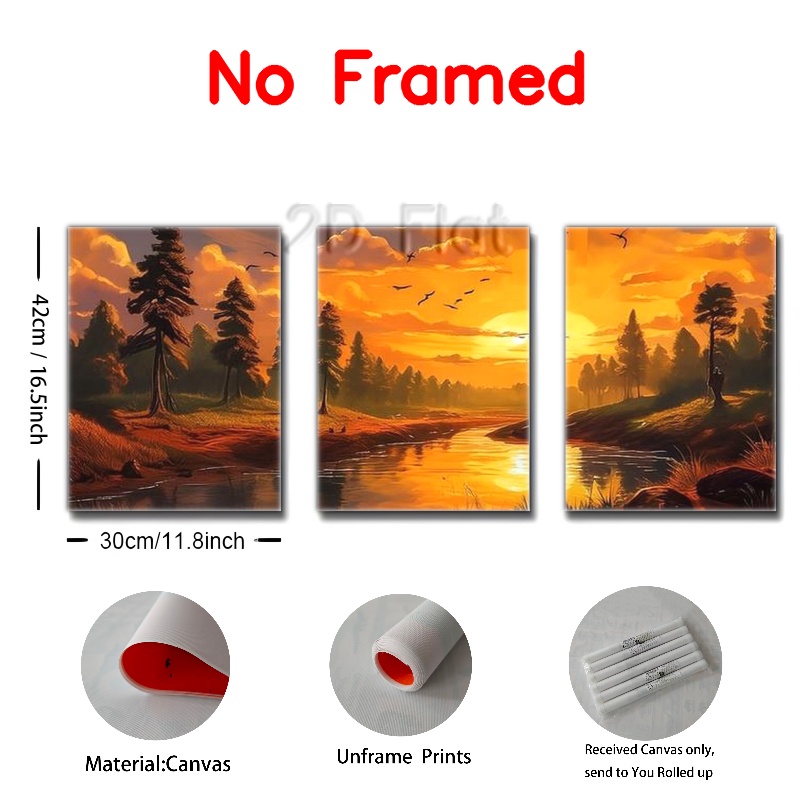 No Framed
2D Flat
42cm / 16.5inch
30cm/11.8inch
Material:Canvas
Unframe Prints
Received Canvas only,
send to You Rolled up